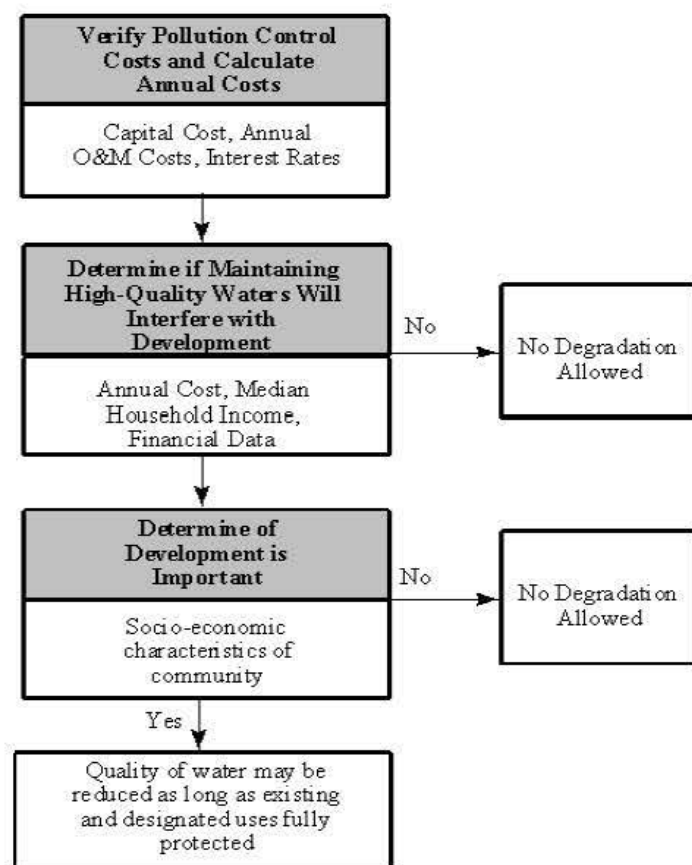 Verify Pollution Control
Costs and Calculate
Annual Costs
Capital Cost, Annual
O&M Costs, Interest Rates
Determine if Maintaining
High-Quality Waters Will
Interfere with
Development
No
No Degradation
Allowed
Annual Cost, Median
Household Income,
Financial Data
Determine of
Development is
Important
No
No Degradation
Allowed
Socio-economic
characteristics of
community
Yes
Quality of water may be
reduced as long as existing
and designated uses fully
protected